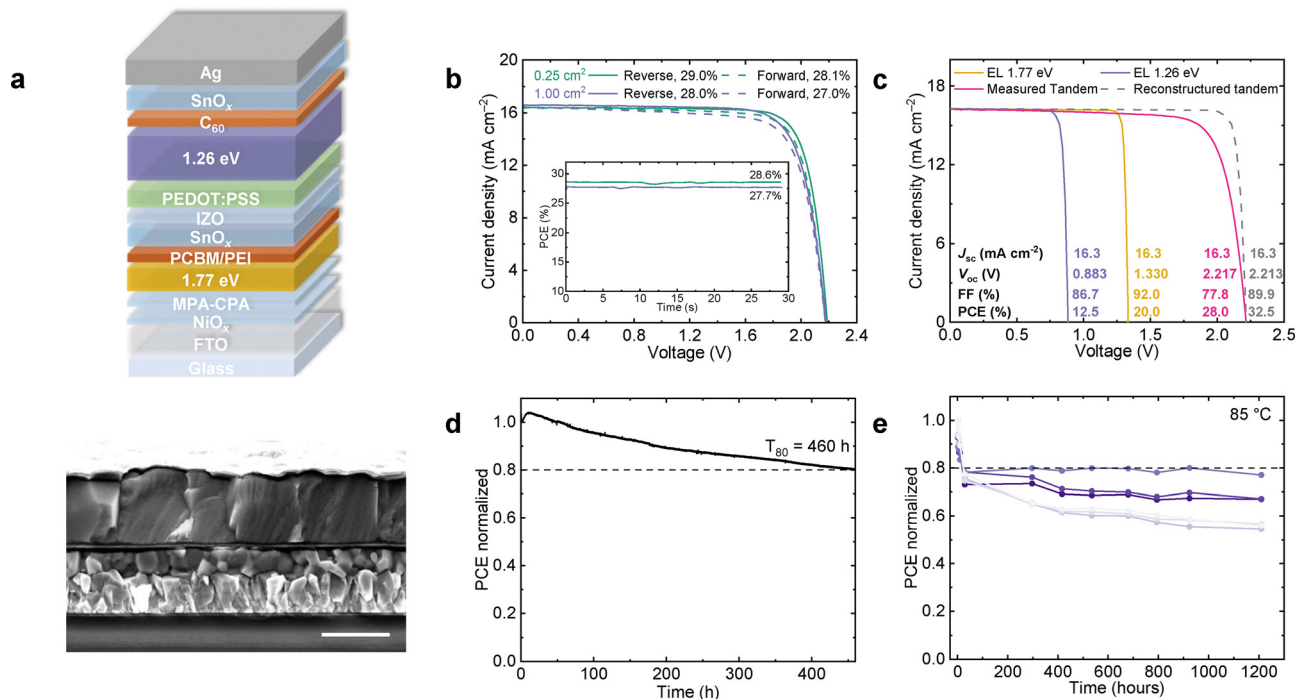 a
Ag
SnOₓ
C₆₀
1.26 eV
PEDOT:PSS
IZO
SnOₓ
PCBM/PEI
1.77 eV
MPA-CPA
NiOₓ
FTO
Glass
b
0.25 cm² Reverse, 29.0% Forward, 28.1%
1.00 cm² Reverse, 28.0% Forward, 27.0%
Current density (mA cm⁻²)
20
16
12
8
4
0
0.0 0.4 0.8 1.2 1.6 2.0 2.4
Voltage (V)
PCE (%)
30
25
20
15
10
28.6%
27.7%
0 5 10 15 20 25 30
Time (s)
c
EL 1.77 eV EL 1.26 eV
Measured Tandem Reconstructured tandem
Current density (mA cm⁻²)
18
12
6
0
Jsc (mA cm⁻²) 16.3 16.3 16.3 16.3
Voc (V) 0.883 1.330 2.217 2.213
FF (%) 86.7 92.0 77.8 89.9
PCE (%) 12.5 20.0 28.0 32.5
0.0 0.5 1.0 1.5 2.0 2.5
Voltage (V)
d
PCE normalized
1.0
0.8
0.6
0.4
0.2
0.0
T₈₀ = 460 h
0 100 200 300 400
Time (h)
e
85 °C
PCE normalized
1.0
0.8
0.6
0.4
0.2
0.0
0 200 400 600 800 1000 1200
Time (hours)